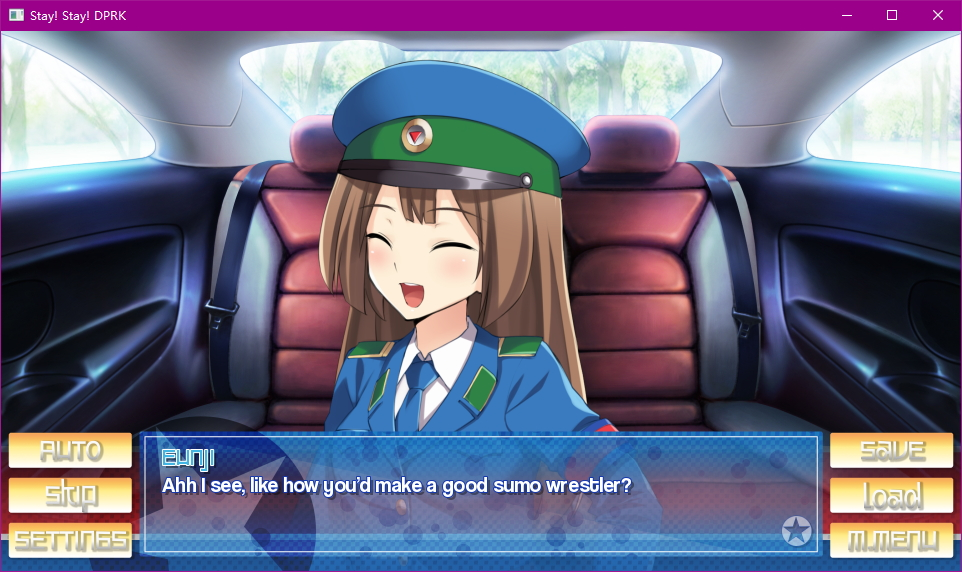 Stay! Stay! DPRK
Eunji
Ahh I see, like how you'd make a good sumo wrestler?
AUTO
SAVE
SKIP
LOAD
SETTINGS
M.MENU